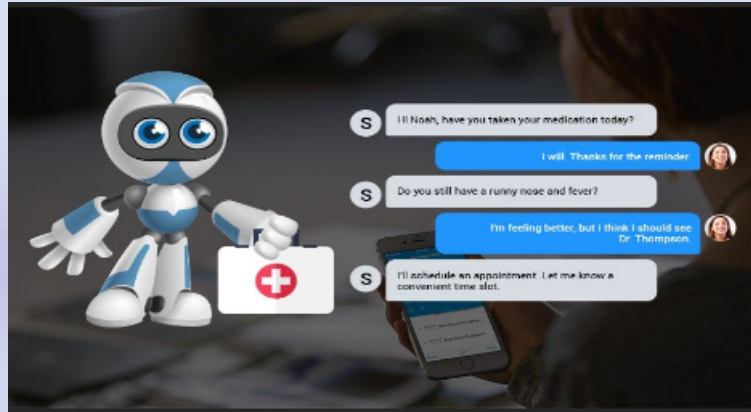 S
Hi Noah, have you taken your medication today?
I will. Thanks for the reminder.
S
Do you still have a runny nose and fever?
I'm feeling better, but I think I should see
Dr. Thompson.
S
I'll schedule an appointment. Let me know a
convenient time slot.